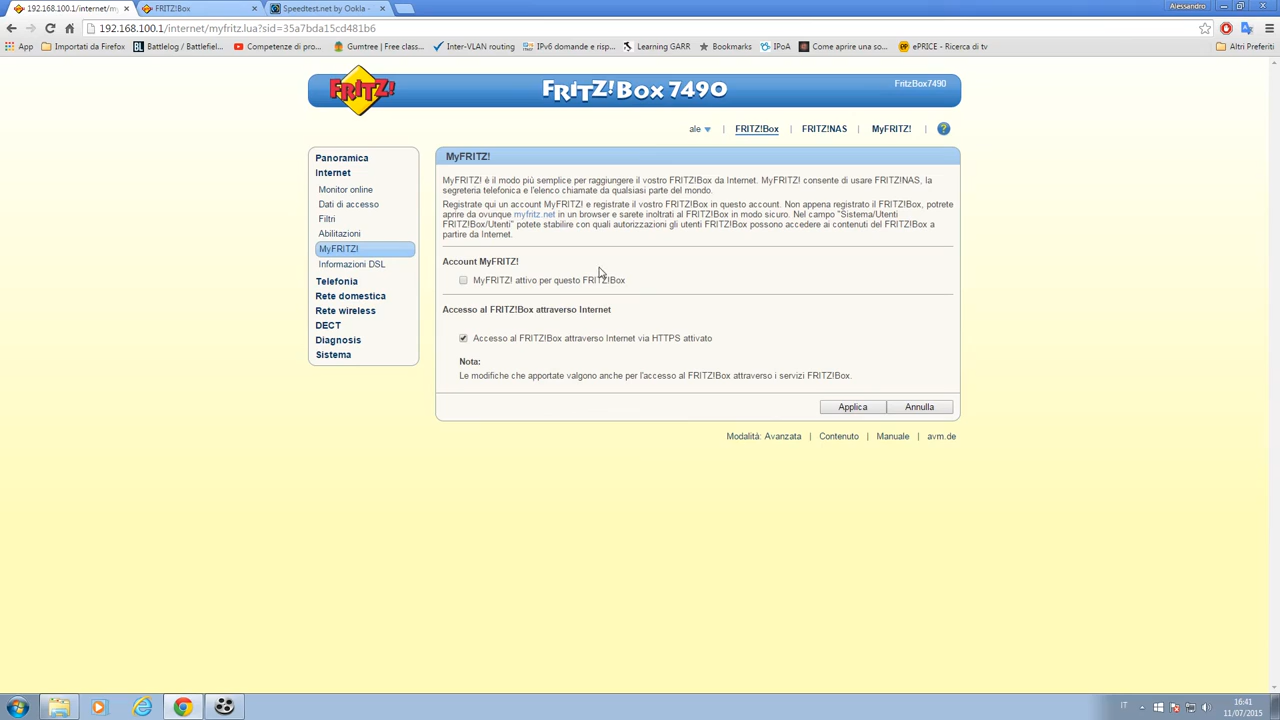 192.168.100.1/internet/my
FRITZ!Box
Speedtest.net by Ookla -
Alessandro
192.168.100.1/internet/myfritz.lua?sid=35a7bda15cd481b6
App
Importati da Firefox
BL Battlelog / Battlefiel...
Competenze di pro...
Gumtree | Free class...
Inter-VLAN routing
IPv6 domande e risp...
Learning GARR
Bookmarks
IPoA
Come aprire una so...
ePRICE - Ricerca di tv
Altri Preferiti
FRITZ!
FRITZ!Box 7490
FritzBox7490
ale
FRITZ!Box
FRITZ!NAS
MyFRITZ!
?
Panoramica
Internet
Monitor online
Dati di accesso
Filtri
Abilitazioni
MyFRITZ!
Informazioni DSL
Telefonia
Rete domestica
Rete wireless
DECT
Diagnosis
Sistema
MyFRITZ!
MyFRITZ! è il modo più semplice per raggiungere il vostro FRITZ!Box da Internet. MyFRITZ! consente di usare FRITZ!NAS, la
segreteria telefonica e l'elenco chiamate da qualsiasi parte del mondo.
Registrate qui un account MyFRITZ! e registrate il vostro FRITZ!Box in questo account. Non appena registrato il FRITZ!Box, potrete
aprire da ovunque myfritz.net in un browser e sarete inoltrati al FRITZ!Box in modo sicuro. Nel campo "Sistema/Utenti
FRITZ!Box/Utenti" potete stabilire con quali autorizzazioni gli utenti FRITZ!Box possono accedere ai contenuti del FRITZ!Box a
partire da Internet.
Account MyFRITZ!
MyFRITZ! attivo per questo FRITZ!Box
Accesso al FRITZ!Box attraverso Internet
Accesso al FRITZ!Box attraverso Internet via HTTPS attivato
Nota:
Le modifiche che apportate valgono anche per l'accesso al FRITZ!Box attraverso i servizi FRITZ!Box.
Applica
Annulla
Modalità: Avanzata | Contenuto | Manuale | avm.de
IT
16:41
11/07/2015